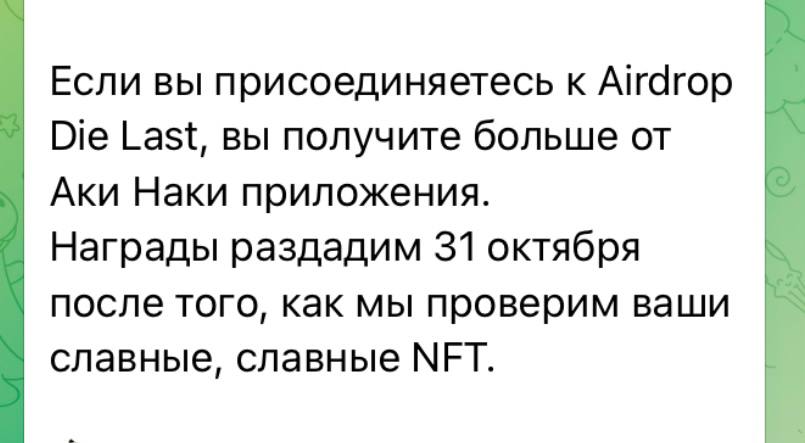 Если вы присоединяетесь к Airdrop
Die Last, вы получите больше от
Аки Наки приложения.
Награды раздадим 31 октября
после того, как мы проверим ваши
славные, славные NFT.